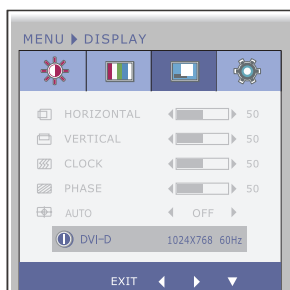 MENU DISPLAY
HORIZONTAL 50
VERTICAL 50
CLOCK 50
PHASE 50
AUTO OFF
DVI-D 1024X768 60Hz
EXIT